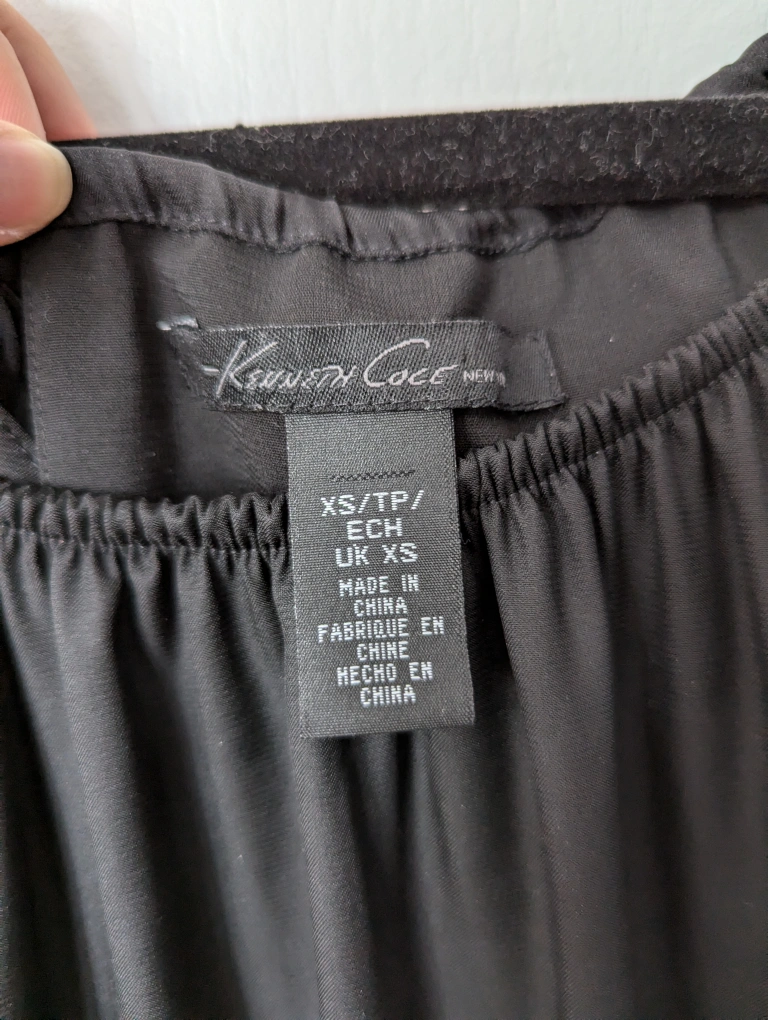 KENNETH COLE NEW
XS/TP/
ECH
UK XS
MADE IN
CHINA
FABRIQUE EN
CHINE
HECHO EN
CHINA